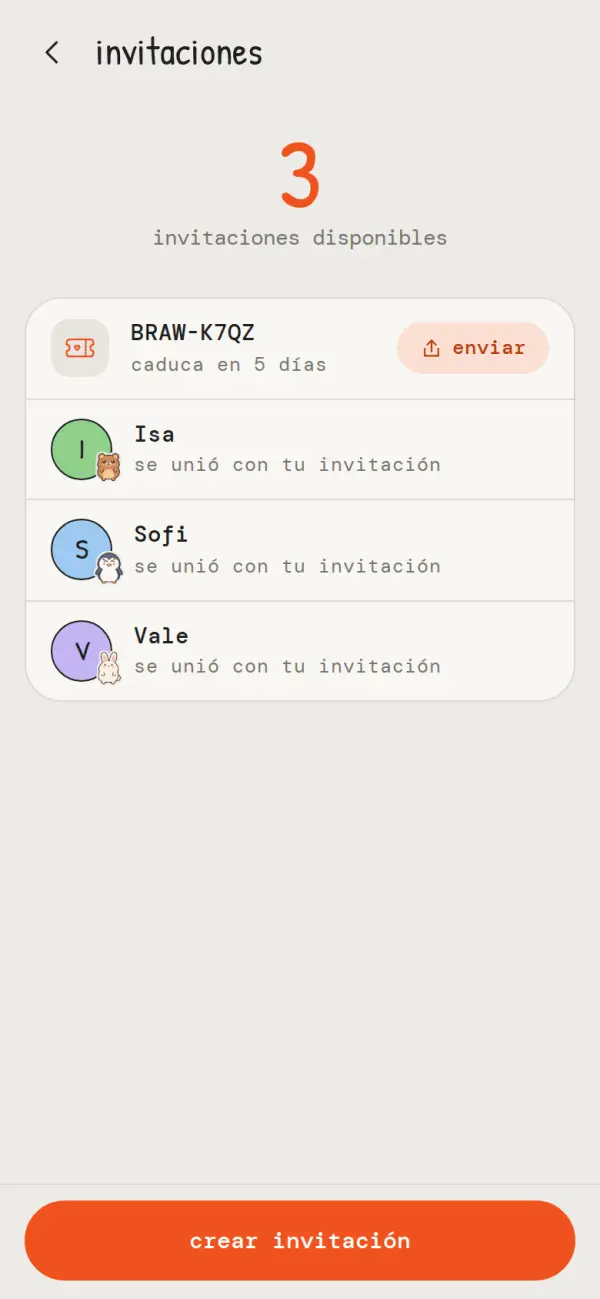 invitaciones
3
invitaciones disponibles
BRAW-K7QZ
caduca en 5 días
enviar
I
Isa
se unió con tu invitación
S
Sofi
se unió con tu invitación
V
Vale
se unió con tu invitación
crear invitación